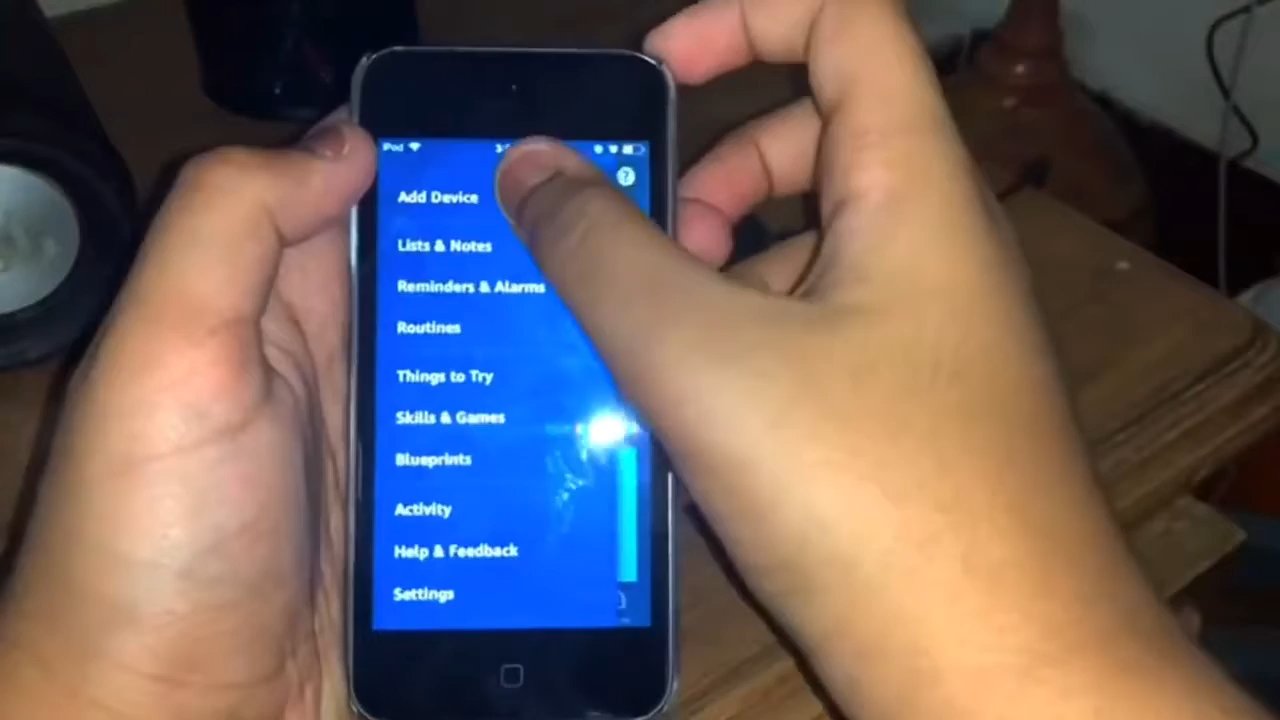 iPod
Add Device
Lists & Notes
Reminders & Alarms
Routines
Things to Try
Skills & Games
Blueprints
Activity
Help & Feedback
Settings